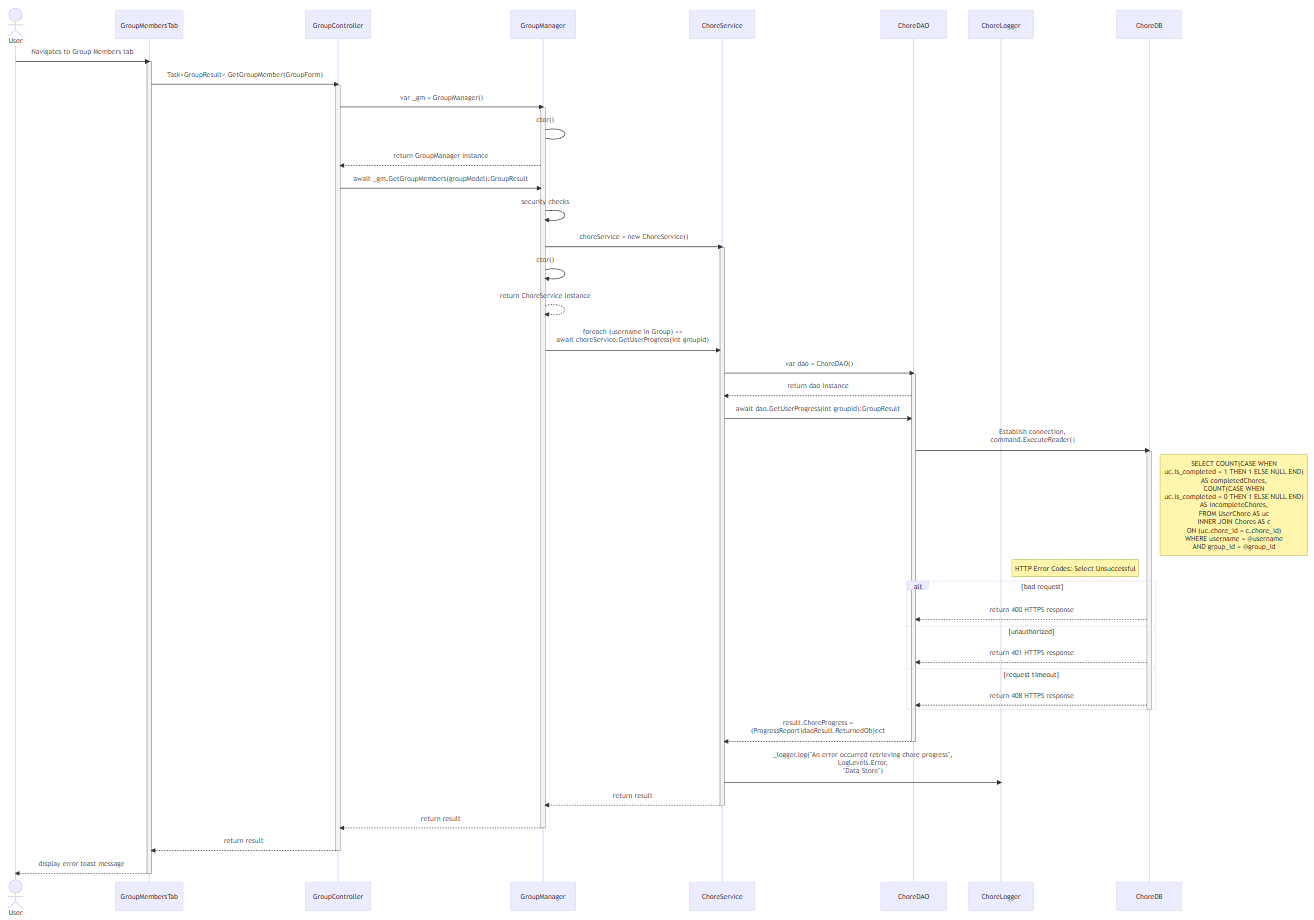 GroupMembersTab
GroupController
GroupManager
ChoreService
ChoreDAO
ChoreLogger
ChoreDB
User
Navigates to Group Members tab
Task<GroupResult> GetGroupMember(GroupForm)
var _gm = GroupManager()
ctor()
return GroupManager instance
await _gm.GetGroupMembers(groupModel):GroupResult
security checks
choreService = new ChoreService()
ctor()
return ChoreService instance
foreach (username in Group) =>
await choreService.GetUserProgress(int groupId)
var dao = ChoreDAO()
return dao instance
await dao.GetUserProgress(int groupId):GroupResult
Establish connection,
command.ExecuteReader()
SELECT COUNT(CASE WHEN
uc.is_completed = 1 THEN 1 ELSE NULL END)
AS completedChores,
COUNT(CASE WHEN
uc.is_completed = 0 THEN 1 ELSE NULL END)
AS incompleteChores,
FROM UserChore AS uc
INNER JOIN Chores AS c
ON (uc.chore_id = c.chore_id)
WHERE username = @username
AND group_id = @group_id
HTTP Error Codes: Select Unsuccessful
alt
[bad request]
return 400 HTTPS response
[unauthorized]
return 401 HTTPS response
[request timeout]
return 408 HTTPS response
result.ChoreProgress =
(ProgressReport)daoResult.ReturnedObject
_logger.log("An error occurred retrieving chore progress",
LogLevels.Error,
"Data Store")
return result
return result
return result
display error toast message
GroupMembersTab
GroupController
GroupManager
ChoreService
ChoreDAO
ChoreLogger
ChoreDB
User